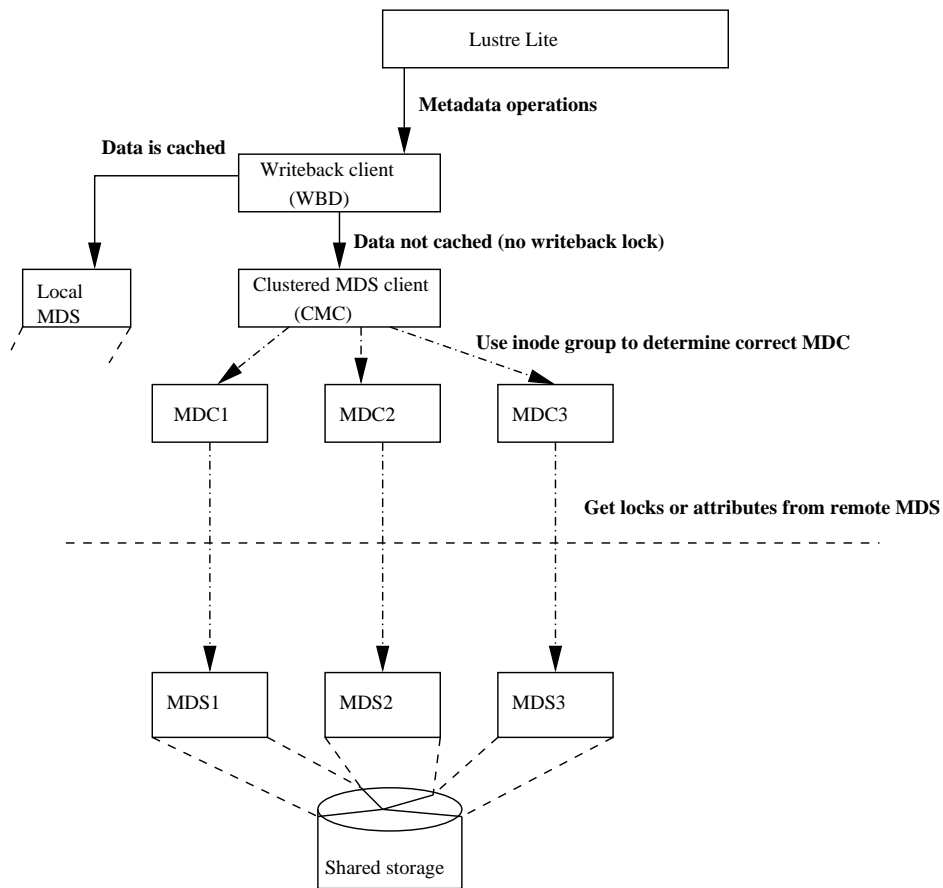 Lustre Lite
Metadata operations
Data is cached
Writeback client
(WBD)
Data not cached (no writeback lock)
Local
MDS
Clustered MDS client
(CMC)
Use inode group to determine correct MDC
MDC1
MDC2
MDC3
Get locks or attributes from remote MDS
MDS1
MDS2
MDS3
Shared storage